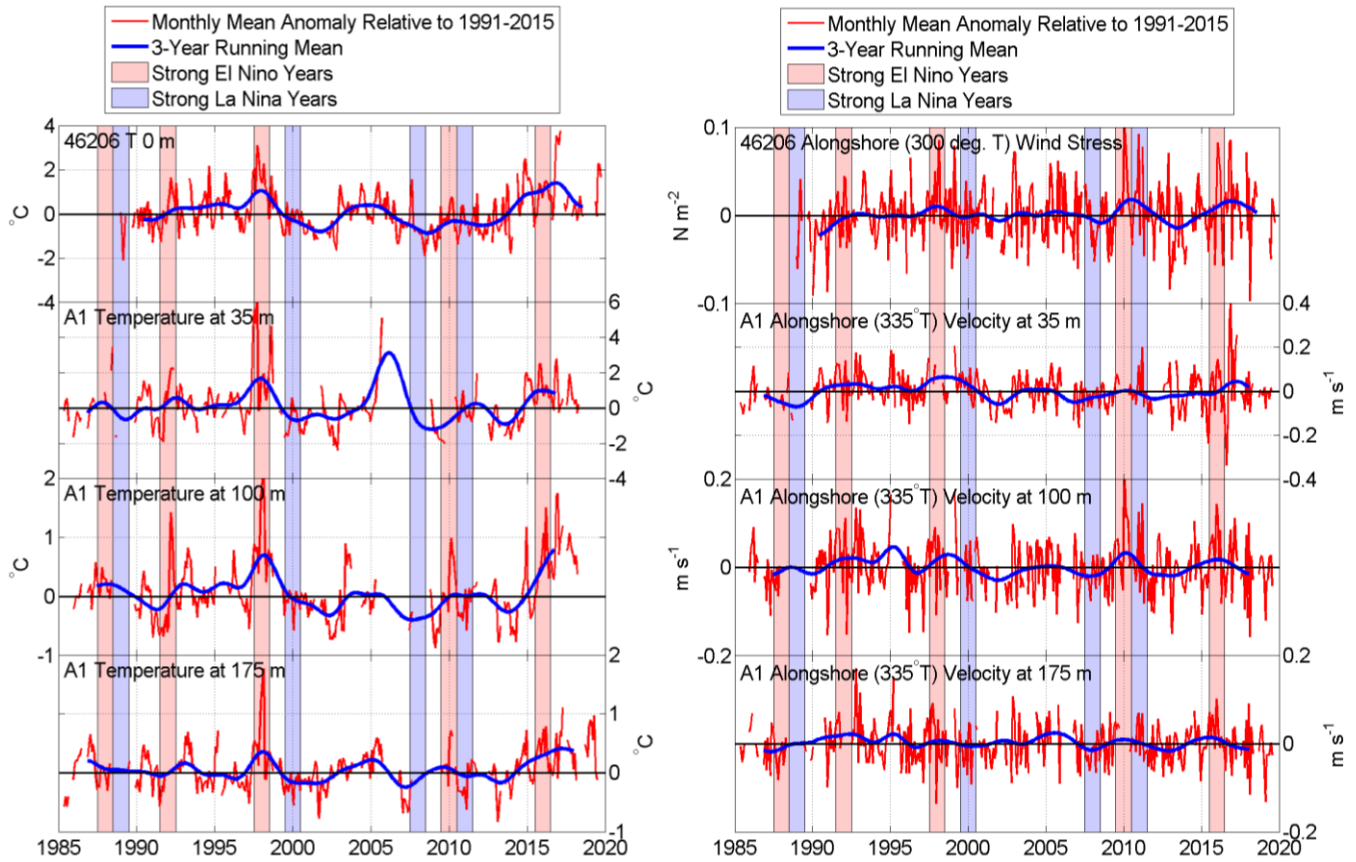 Monthly Mean Anomaly Relative to 1991-2015
3-Year Running Mean
Strong El Nino Years
Strong La Nina Years
4
2
0
-2
-4
°C
46206 T 0 m
6
4
2
0
-2
-4
°C
A1 Temperature at 35 m
2
1
0
-1
°C
A1 Temperature at 100 m
2
1
0
-1
°C
A1 Temperature at 175 m
1985 1990 1995 2000 2005 2010 2015 2020
Monthly Mean Anomaly Relative to 1991-2015
3-Year Running Mean
Strong El Nino Years
Strong La Nina Years
0.1
0
-0.1
N m-2
46206 Alongshore (300 deg. T) Wind Stress
0.4
0.2
0
-0.2
-0.4
m s-1
A1 Alongshore (335°T) Velocity at 35 m
0.2
0
-0.2
m s-1
A1 Alongshore (335°T) Velocity at 100 m
0.2
0
-0.2
m s-1
A1 Alongshore (335°T) Velocity at 175 m
1985 1990 1995 2000 2005 2010 2015 2020